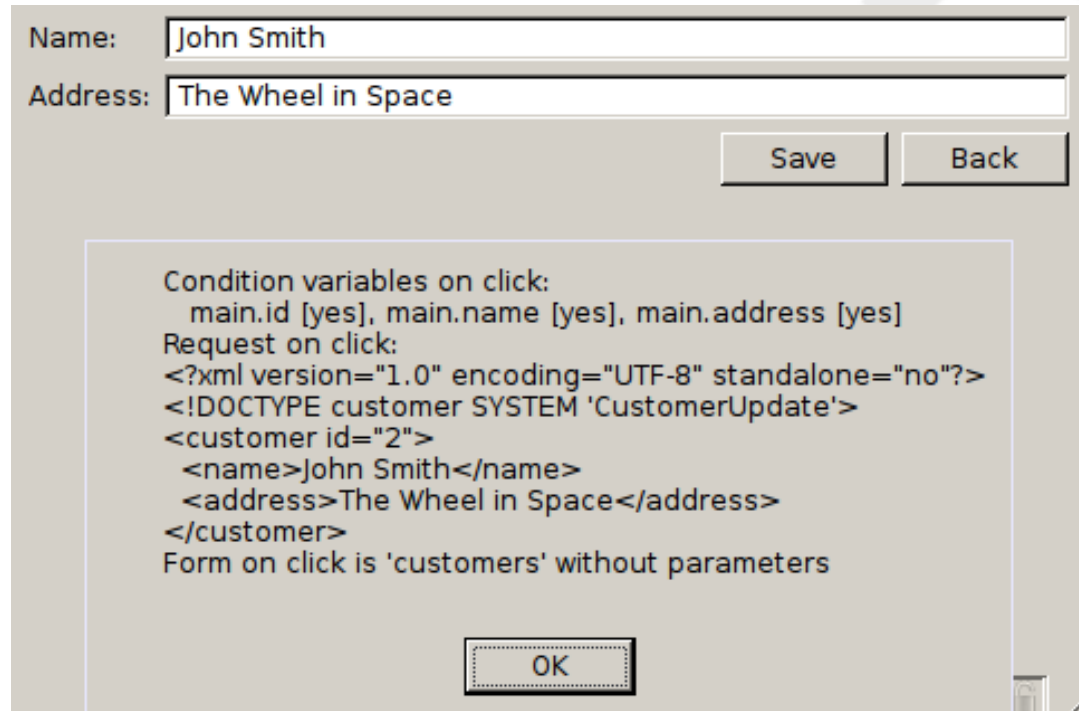 Name: John Smith
Address: The Wheel in Space
Save Back
Condition variables on click:
main.id [yes], main.name [yes], main.address [yes]
Request on click:
<?xml version="1.0" encoding="UTF-8" standalone="no"?>
<!DOCTYPE customer SYSTEM 'CustomerUpdate'>
<customer id="2">
<name>John Smith</name>
<address>The Wheel in Space</address>
</customer>
Form on click is 'customers' without parameters
OK